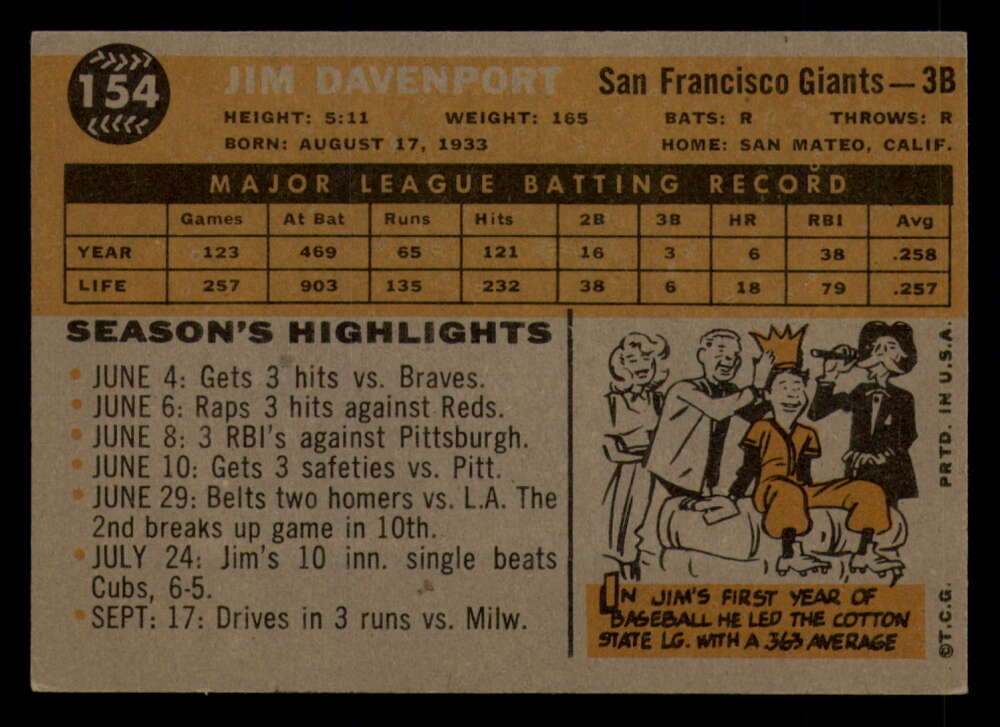 154
JIM DAVENPORT
San Francisco Giants — 3B
HEIGHT: 5:11 WEIGHT: 165 BATS: R THROWS: R
BORN: AUGUST 17, 1933 HOME: SAN MATEO, CALIF.
MAJOR LEAGUE BATTING RECORD
Games At Bat Runs Hits 2B 3B HR RBI Avg
YEAR 123 469 65 121 16 3 6 38 .258
LIFE 257 903 135 232 38 6 18 79 .257
SEASON'S HIGHLIGHTS
• JUNE 4: Gets 3 hits vs. Braves.
• JUNE 6: Raps 3 hits against Reds.
• JUNE 8: 3 RBI's against Pittsburgh.
• JUNE 10: Gets 3 safeties vs. Pitt.
• JUNE 29: Belts two homers vs. L.A. The
2nd breaks up game in 10th.
• JULY 24: Jim's 10 inn. single beats
Cubs, 6-5.
• SEPT: 17: Drives in 3 runs vs. Milw.
IN JIM'S FIRST YEAR OF
BASEBALL HE LED THE COTTON
STATE LG. WITH A .363 AVERAGE
©T.C.G. PRTD. IN U.S.A.